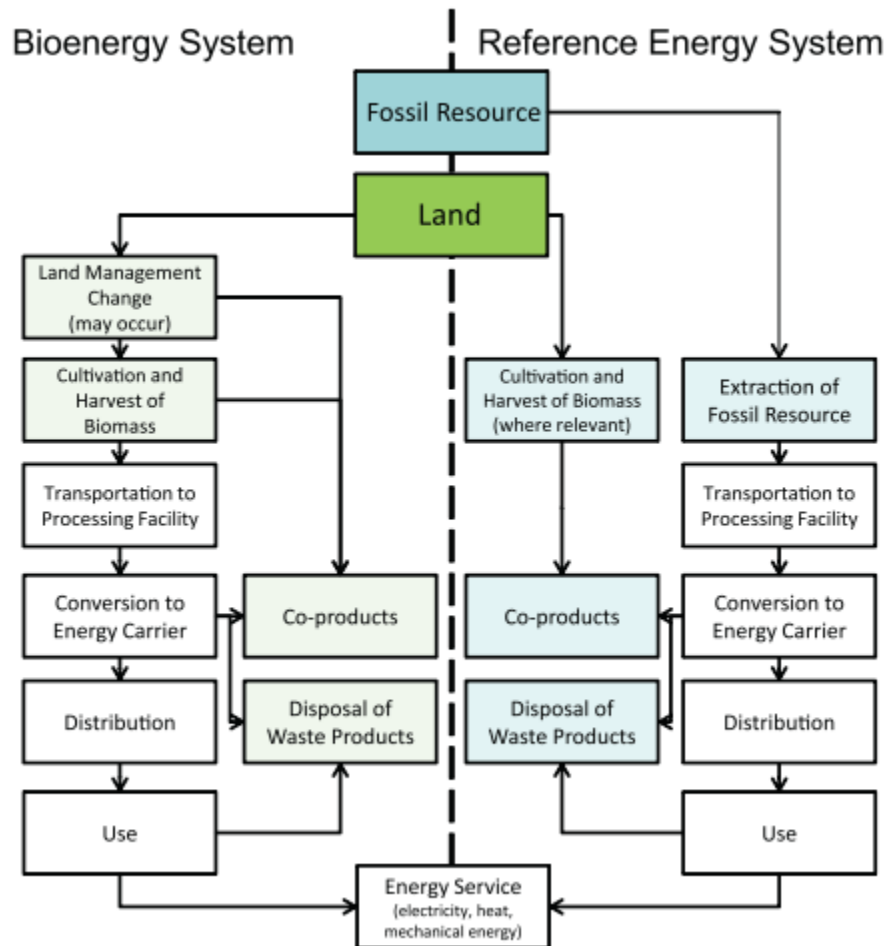 Bioenergy System
Reference Energy System
Fossil Resource
Land
Land Management
Change
(may occur)
Cultivation and
Harvest of
Biomass
Transportation to
Processing Facility
Conversion to
Energy Carrier
Co-products
Distribution
Disposal of
Waste Products
Use
Cultivation and
Harvest of Biomass
(where relevant)
Extraction of
Fossil Resource
Transportation to
Processing Facility
Co-products
Conversion to
Energy Carrier
Disposal of
Waste Products
Distribution
Use
Energy Service
(electricity, heat,
mechanical energy)